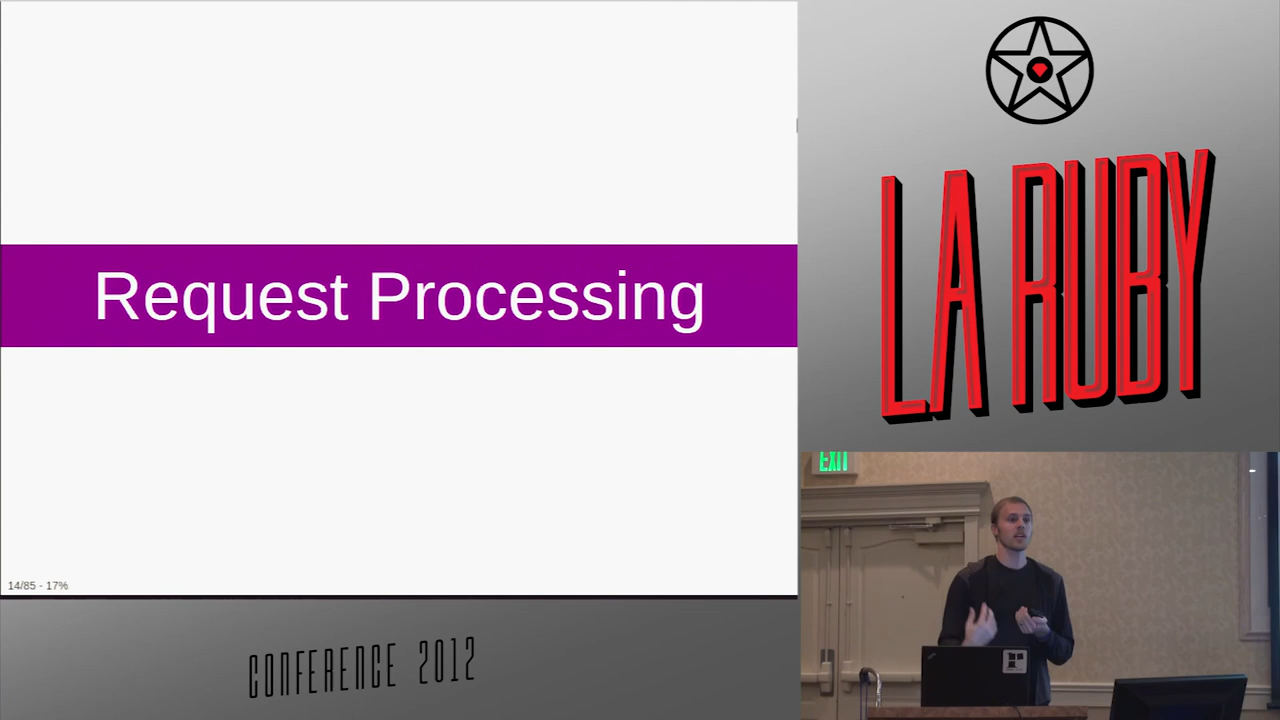 Request Processing
14/85 - 17%
CONFERENCE 2012
LA RUBY
EXIT